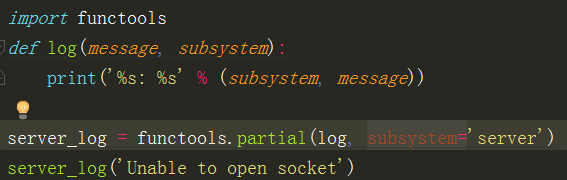 import functools
def log(message, subsystem):
    print('%s: %s' % (subsystem, message))
server_log = functools.partial(log, subsystem='server')
server_log('Unable to open socket')